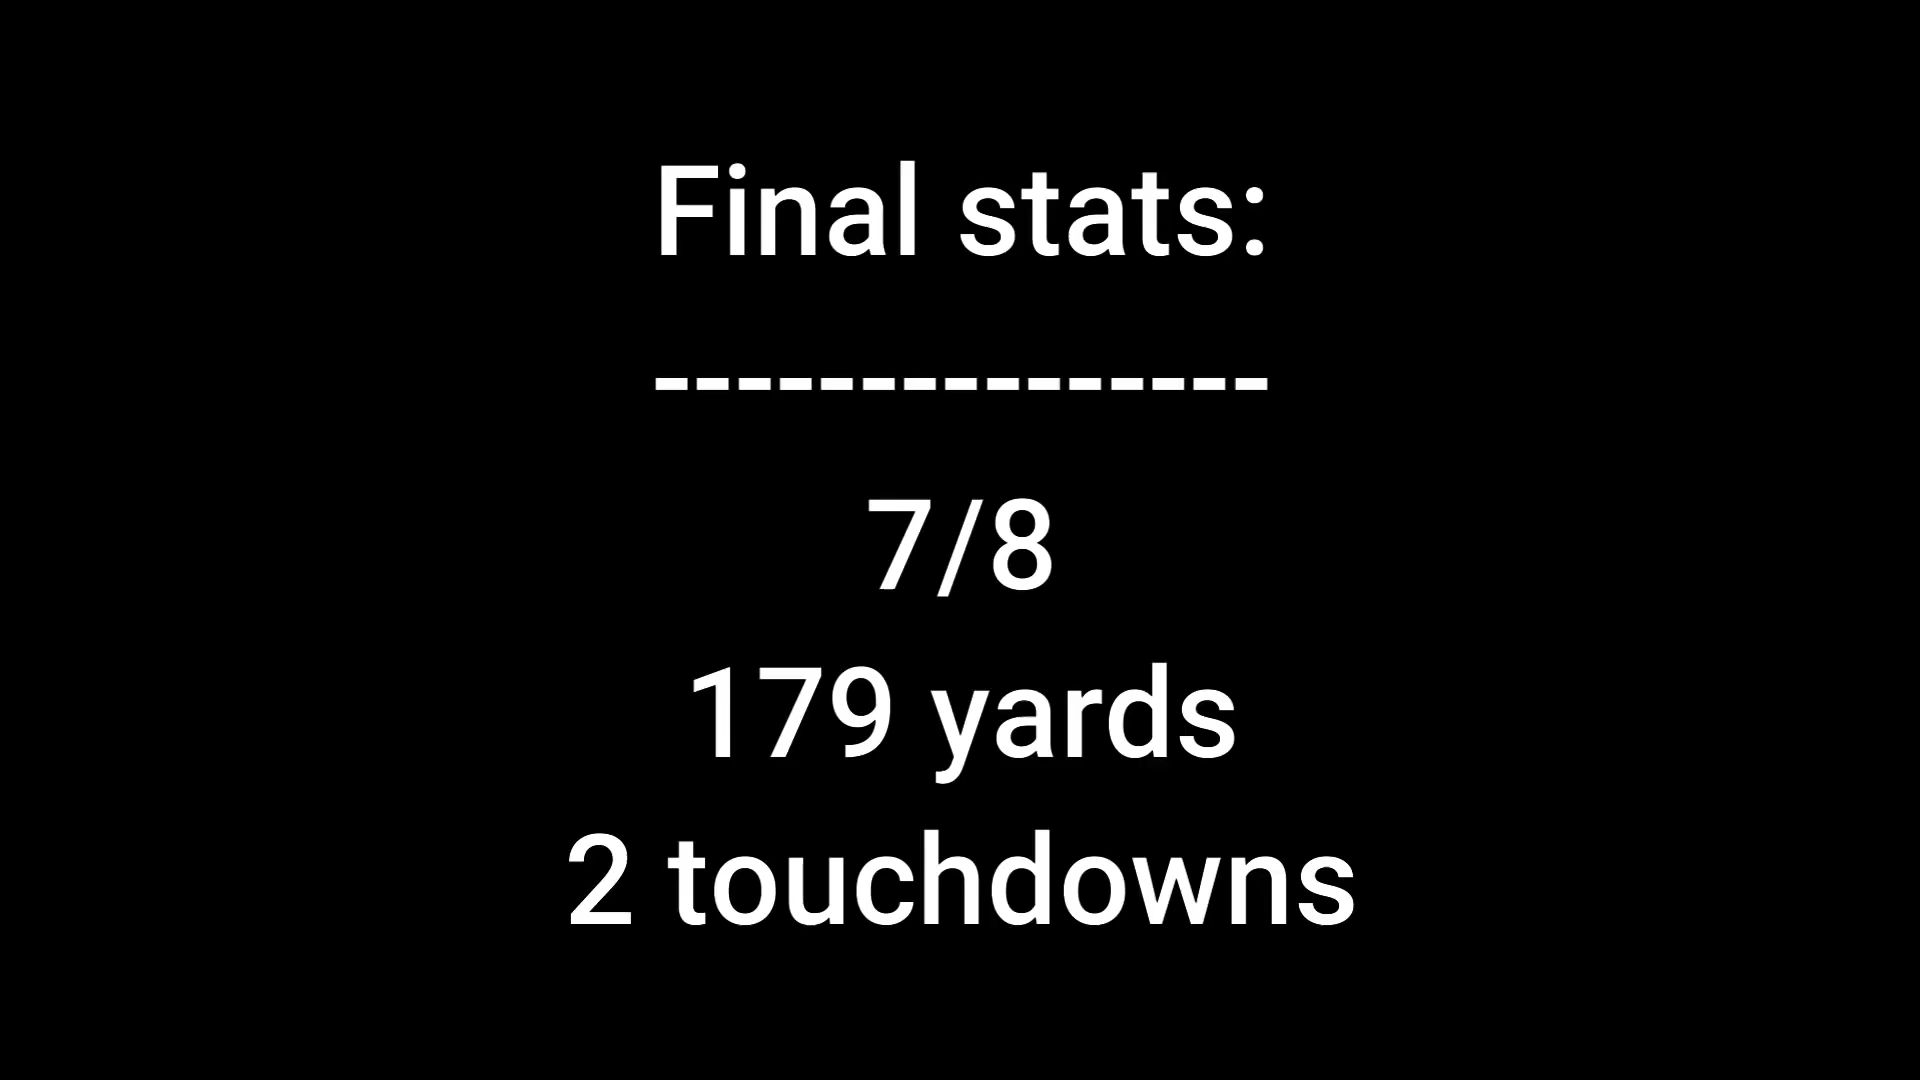 Final stats:
---------------
7/8
179 yards
2 touchdowns